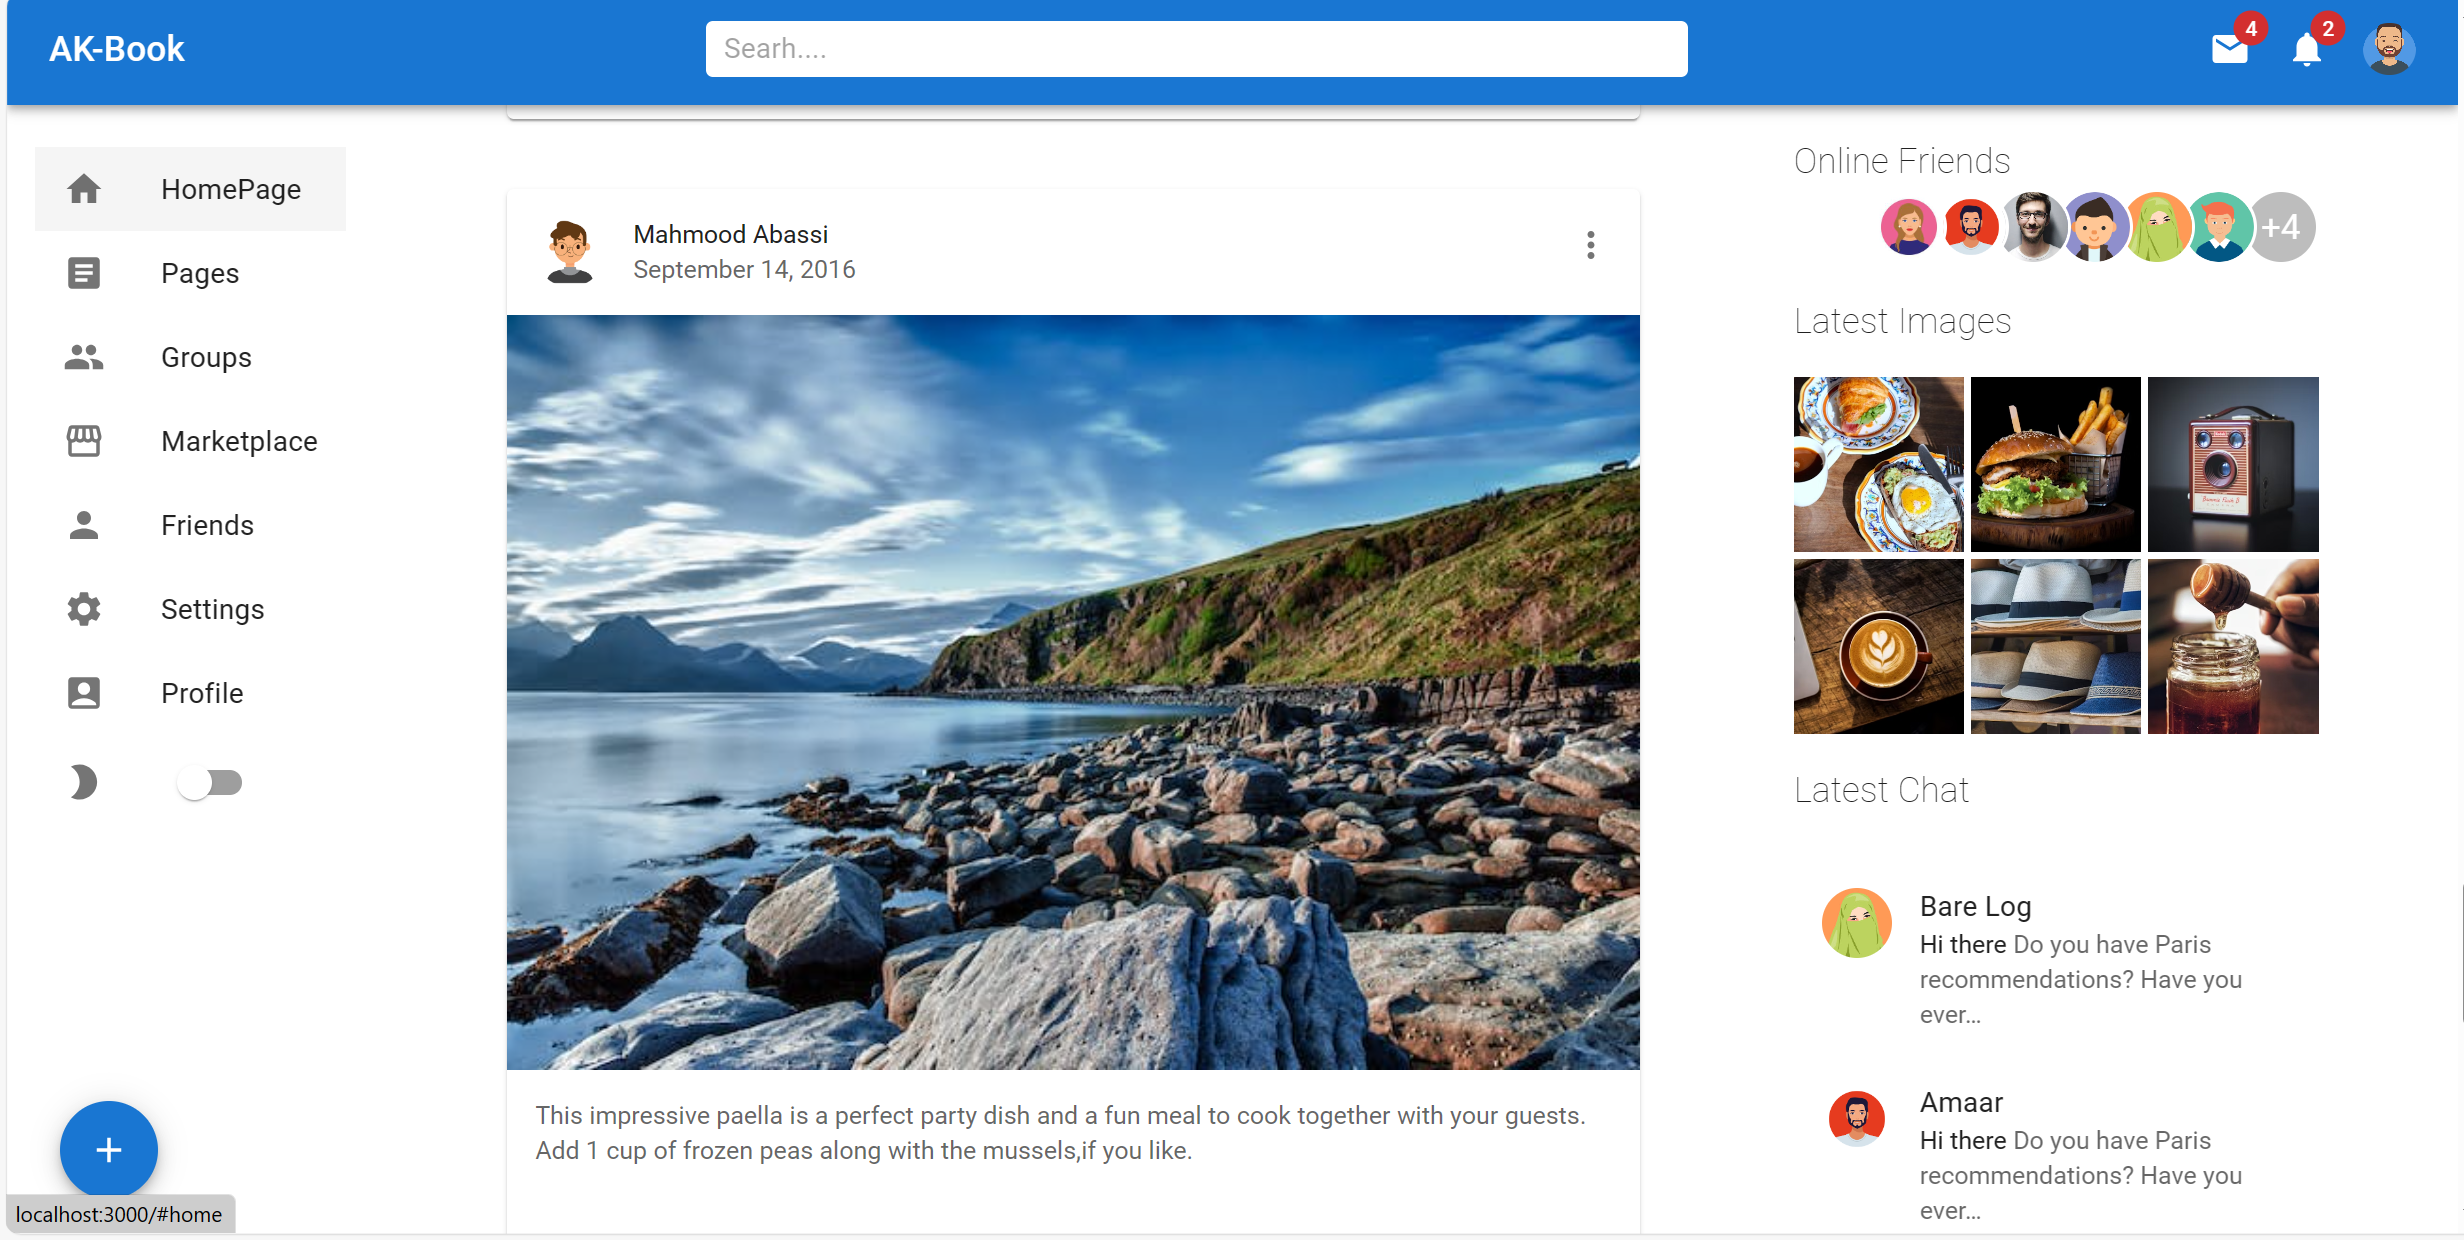 AK-Book
Searh....
4
2
HomePage
Pages
Groups
Marketplace
Friends
Settings
Profile
Mahmood Abassi
September 14, 2016
This impressive paella is a perfect party dish and a fun meal to cook together with your guests.
Add 1 cup of frozen peas along with the mussels,if you like.
Online Friends
+4
Latest Images
Latest Chat
Bare Log
Hi there Do you have Paris
recommendations? Have you
ever…
Amaar
Hi there Do you have Paris
recommendations? Have you
ever…
+
localhost:3000/#home